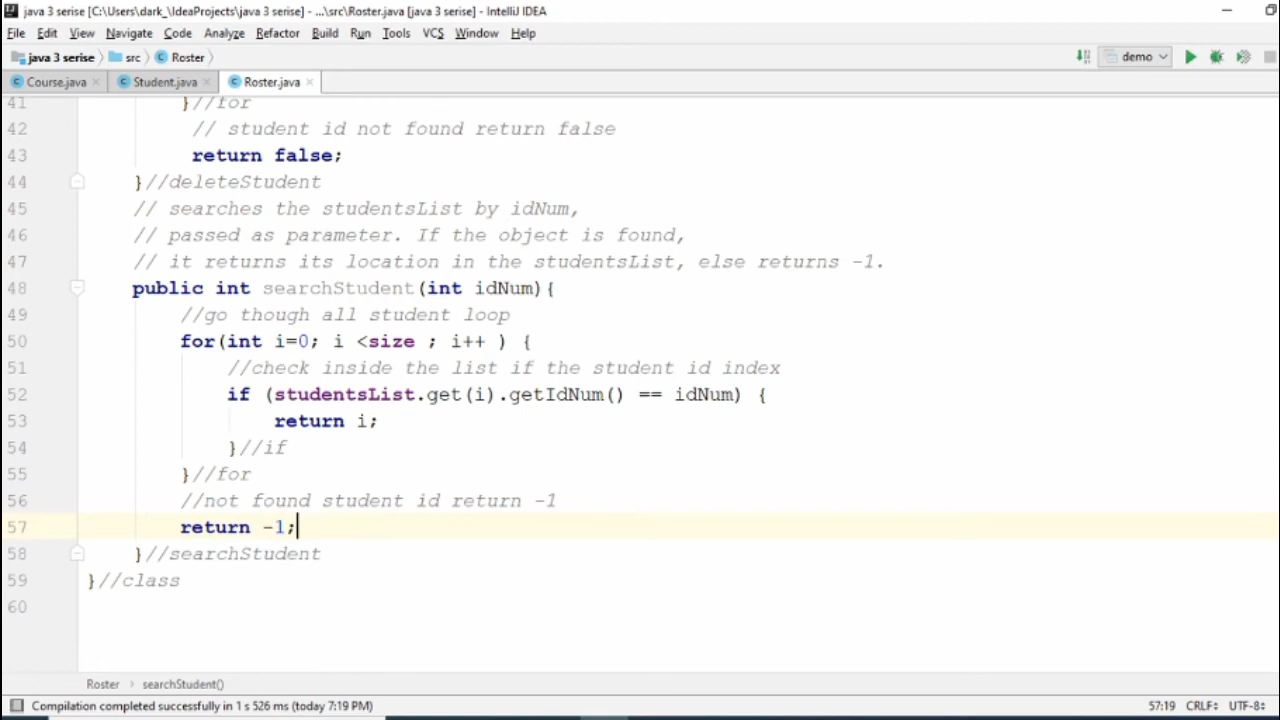 java 3 serise [C:\Users\dark_\IdeaProjects\java 3 serise] - ...\src\Roster.java [java 3 serise] - IntelliJ IDEA
File Edit View Navigate Code Analyze Refactor Build Run Tools VCS Window Help
java 3 serise src Roster demo
Course.java Student.java Roster.java
41 }//for
42 // student id not found return false
43 return false;
44 }//deleteStudent
45 // searches the studentsList by idNum,
46 // passed as parameter. If the object is found,
47 // it returns its location in the studentsList, else returns -1.
48 public int searchStudent(int idNum){
49 //go though all student loop
50 for(int i=0; i <size ; i++ ) {
51 //check inside the list if the student id index
52 if (studentsList.get(i).getIdNum() == idNum) {
53 return i;
54 }//if
55 }//for
56 //not found student id return -1
57 return -1;
58 }//searchStudent
59 }//class
60
Roster › searchStudent()
Compilation completed successfully in 1 s 526 ms (today 7:19 PM) 57:19 CRLF÷ UTF-8÷